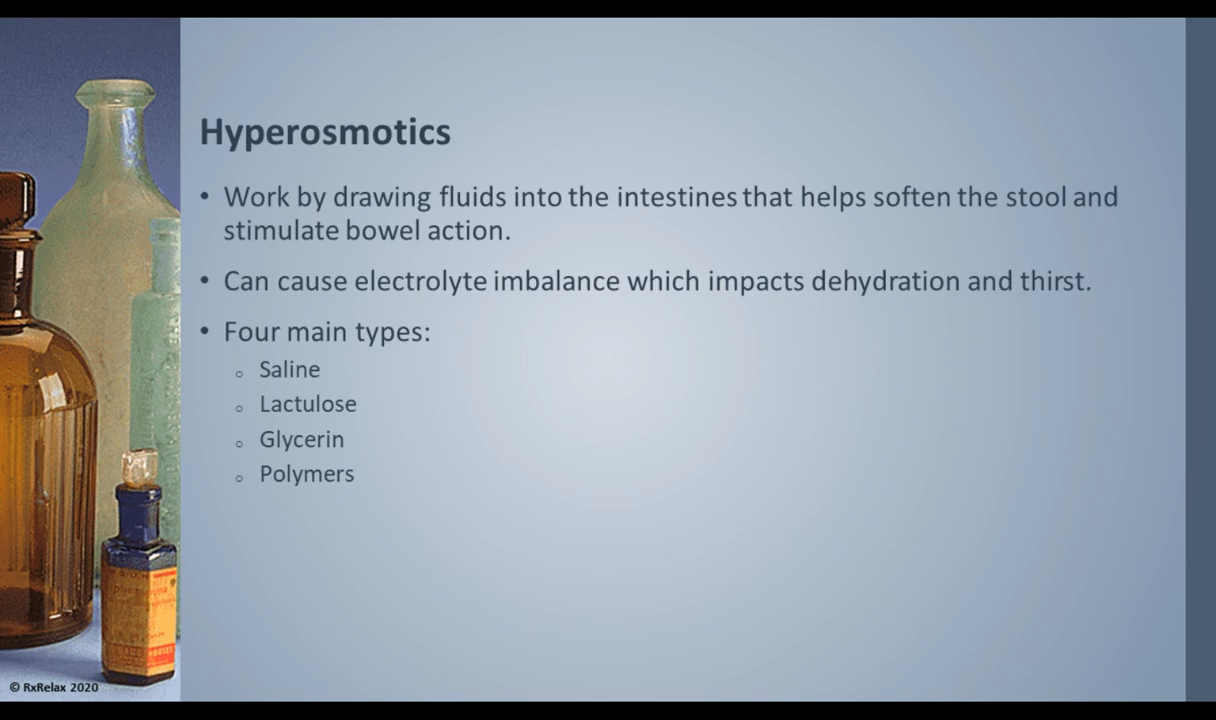 Hyperosmotics
• Work by drawing fluids into the intestines that helps soften the stool and
stimulate bowel action.
• Can cause electrolyte imbalance which impacts dehydration and thirst.
• Four main types:
o Saline
o Lactulose
o Glycerin
o Polymers
© RxRelax 2020